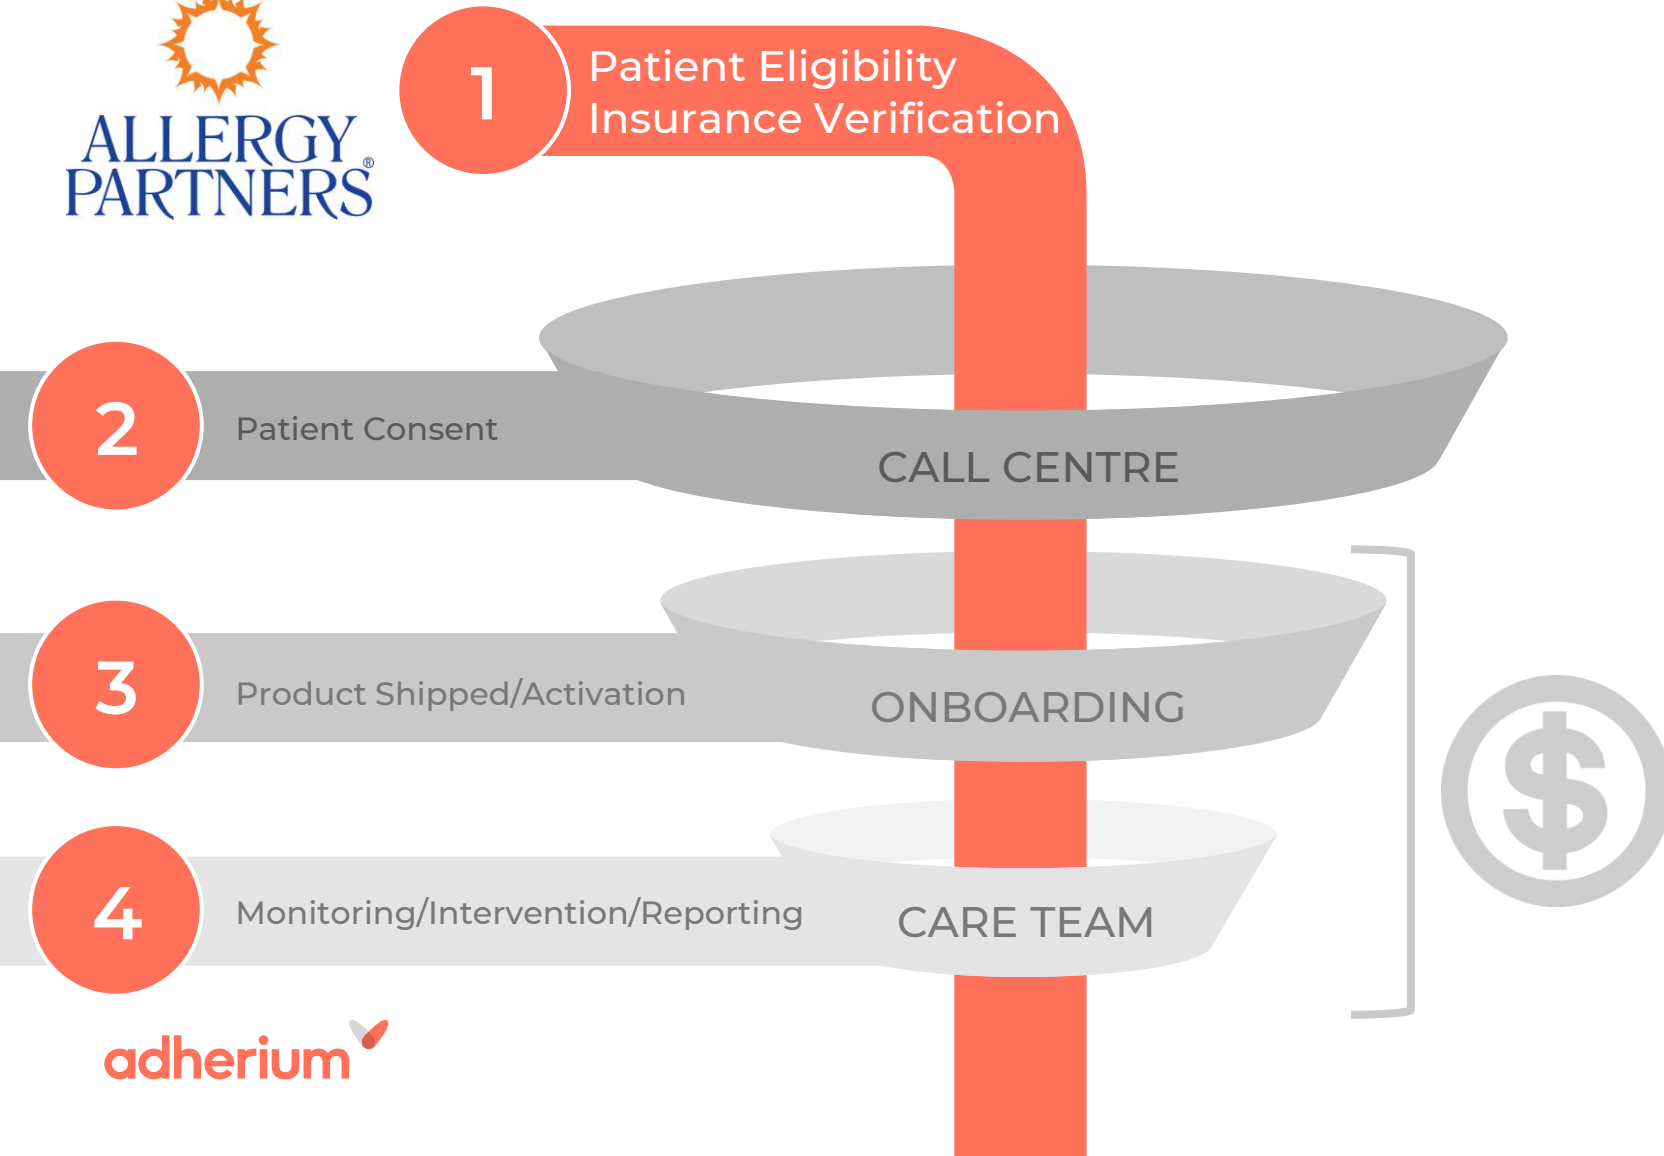 ALLERGY
PARTNERS®
1
Patient Eligibility
Insurance Verification
2
Patient Consent
CALL CENTRE
3
Product Shipped/Activation
ONBOARDING
$
4
Monitoring/Intervention/Reporting
CARE TEAM
adherium